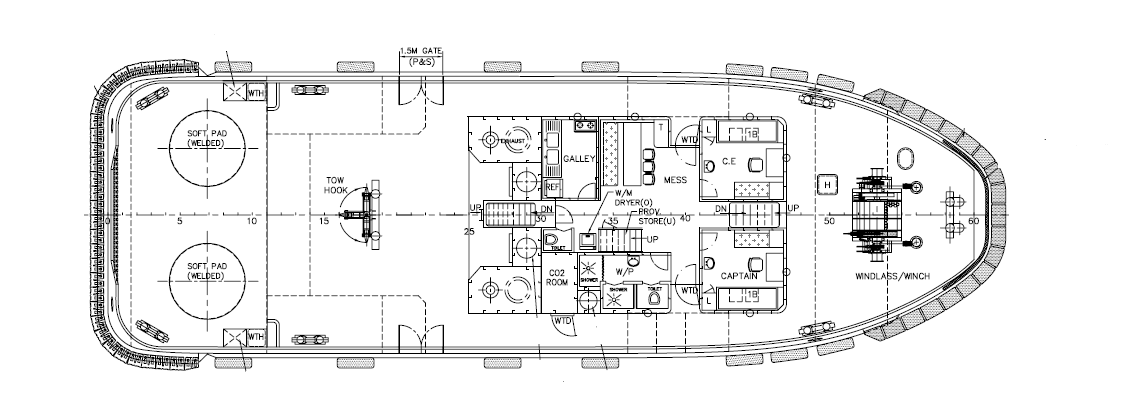 1.5M GATE
(P&S)
WTH
SOFT PAD
(WELDED)
EXHAUST
GALLEY
REF
T
WTD
MESS
L
1B
C.E
TOW
HOOK
W/M
DRYER(O)
PROV.
STORE(U)
H
UP
DN
DN
UP
0
5
10
15
25
30
35
40
50
60
TOILET
UP
SOFT PAD
(WELDED)
CO2
ROOM
SHOWER
W/P
SHOWER
TOILET
WTD
CAPTAIN
L
1B
WINDLASS/WINCH
WTD
WTH